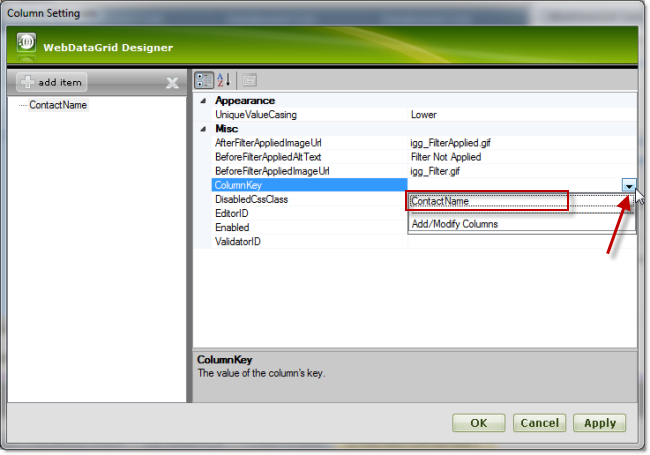 Column Setting
WebDataGrid Designer
add item
ContactName
Appearance
UniqueValueCasing Lower
Misc
AfterFilterAppliedImageUrl igg_FilterApplied.gif
BeforeFilterAppliedAltText Filter Not Applied
BeforeFilterAppliedImageUrl igg_Filter.gif
ColumnKey
DisabledCssClass ContactName
EditorID
Enabled Add/Modify Columns
ValidatorID
ColumnKey
The value of the column's key.
OK Cancel Apply